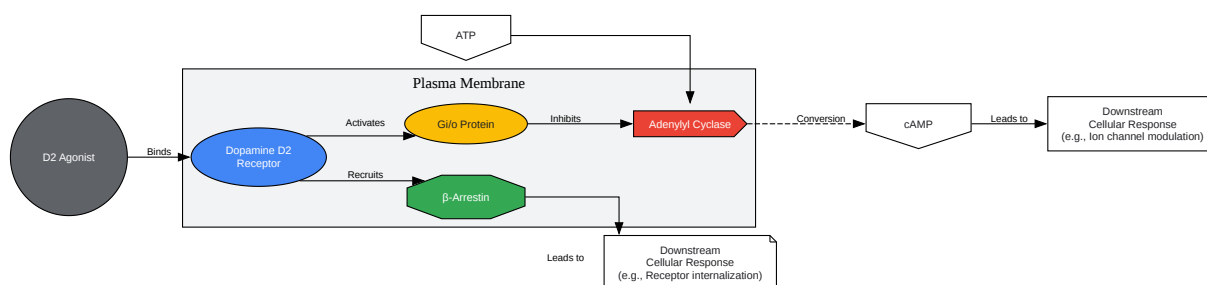 ATP
Plasma Membrane
D2 Agonist
Binds
Dopamine D2
Receptor
Activates
Gi/o Protein
Inhibits
Adenylyl Cyclase
Conversion
cAMP
Leads to
Downstream
Cellular Response
(e.g., Ion channel modulation)
Recruits
β-Arrestin
Leads to
Downstream
Cellular Response
(e.g., Receptor internalization)